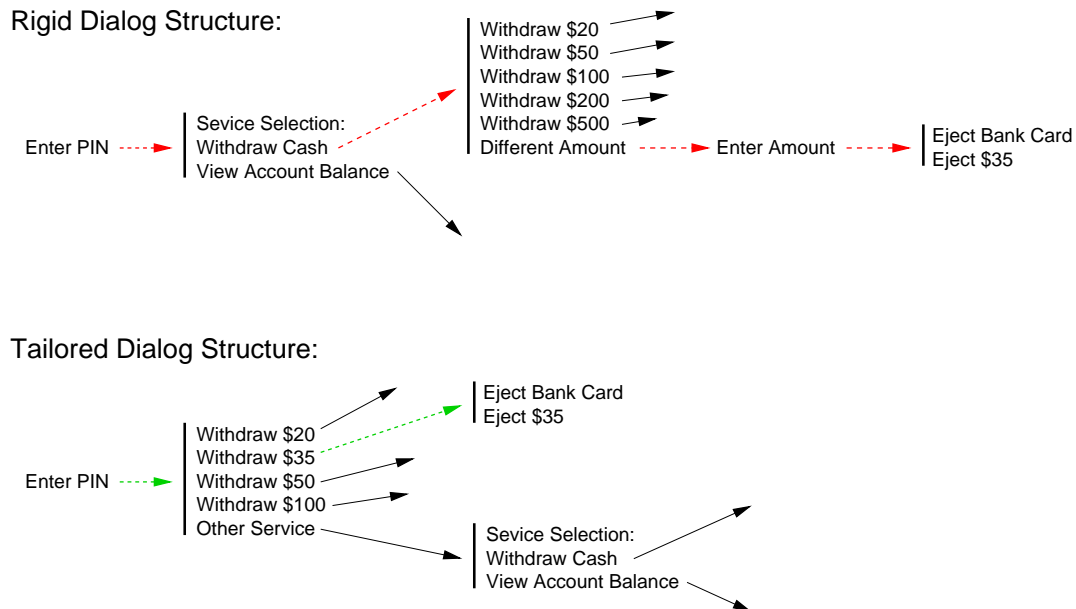 Rigid Dialog Structure:
Enter PIN
Sevice Selection:
Withdraw Cash
View Account Balance
Withdraw $20
Withdraw $50
Withdraw $100
Withdraw $200
Withdraw $500
Different Amount
Enter Amount
Eject Bank Card
Eject $35
Tailored Dialog Structure:
Enter PIN
Withdraw $20
Withdraw $35
Withdraw $50
Withdraw $100
Other Service
Eject Bank Card
Eject $35
Sevice Selection:
Withdraw Cash
View Account Balance